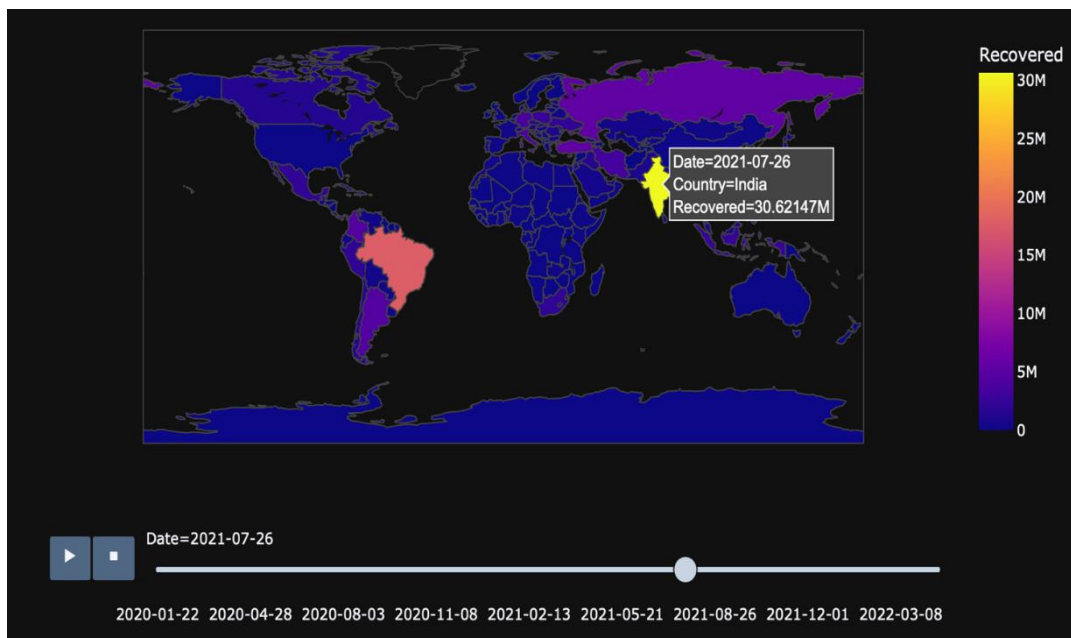 Recovered
30M
25M
20M
15M
10M
5M
0
Date=2021-07-26
Country=India
Recovered=30.62147M
Date=2021-07-26
2020-01-22 2020-04-28 2020-08-03 2020-11-08 2021-02-13 2021-05-21 2021-08-26 2021-12-01 2022-03-08